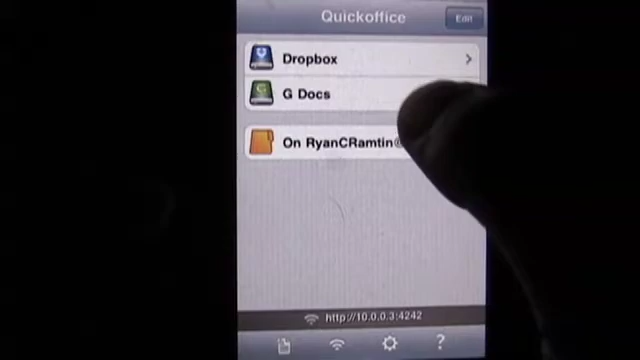 Quickoffice
Edit
Dropbox
G Docs
On RyanCRamtin©
http://10.0.0.3:4242
?